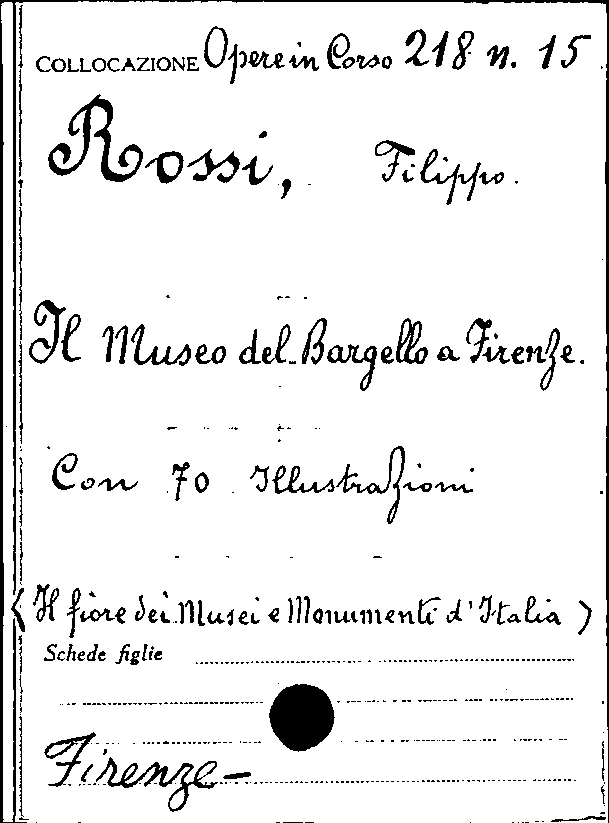 COLLOCAZIONE Opere in Corso 218 n. 15
Rossi, Filippo.
Il Museo del Bargello a Firenze.
Con 70 Illustrazioni
(Il fiore dei Musei e Monumenti d'Italia)
Schede figlie
Firenze–